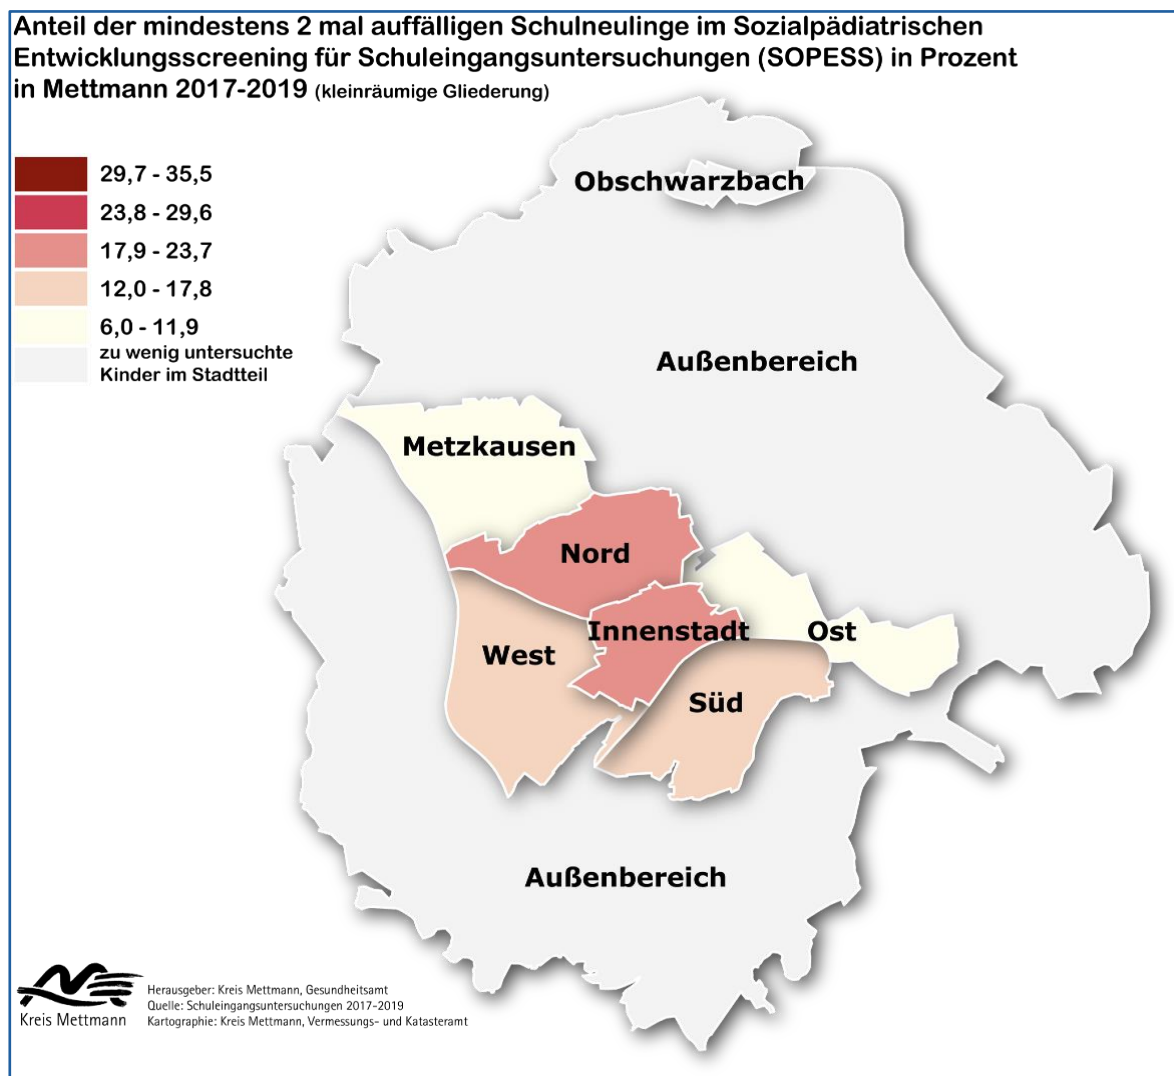 Anteil der mindestens 2 mal auffälligen Schulneulinge im Sozialpädiatrischen
Entwicklungsscreening für Schuleingangsuntersuchungen (SOPESS) in Prozent
in Mettmann 2017-2019 (kleinräumige Gliederung)
29,7 - 35,5
23,8 - 29,6
17,9 - 23,7
12,0 - 17,8
6,0 - 11,9
zu wenig untersuchte
Kinder im Stadtteil
Obschwarzbach
Außenbereich
Metzkausen
Nord
Innenstadt
Ost
West
Süd
Außenbereich
Kreis Mettmann
Herausgeber: Kreis Mettmann, Gesundheitsamt
Quelle: Schuleingangsuntersuchungen 2017-2019
Kartographie: Kreis Mettmann, Vermessungs- und Katasteramt